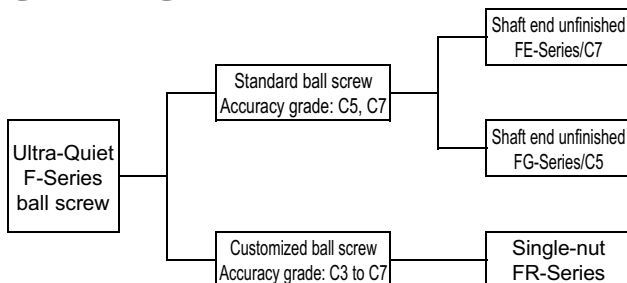 Shaft end unfinished
FE-Series/C7
Standard ball screw
Accuracy grade: C5, C7
Shaft end unfinished
FG-Series/C5
Ultra-Quiet
F-Series
ball screw
Customized ball screw
Accuracy grade: C3 to C7
Single-nut
FR-Series